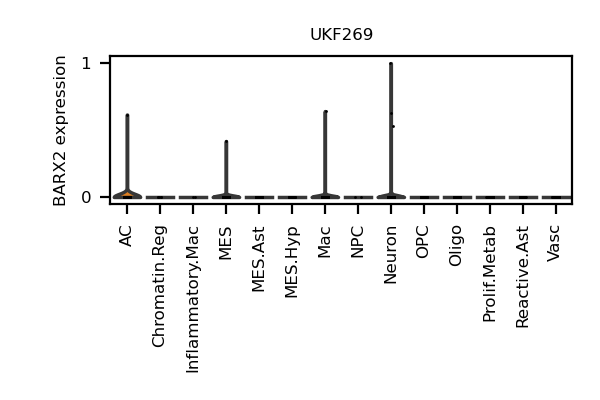 UKF269
BARX2 expression
1
0
AC
Chromatin.Reg
Inflammatory.Mac
MES
MES.Ast
MES.Hyp
Mac
NPC
Neuron
OPC
Oligo
Prolif.Metab
Reactive.Ast
Vasc